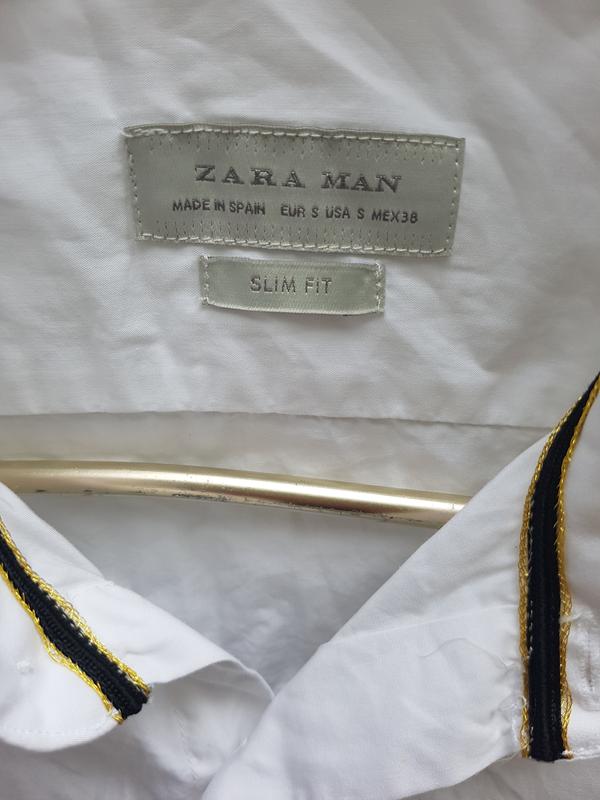 ZARA MAN
MADE IN SPAIN EUR S USA S MEX38
SLIM FIT